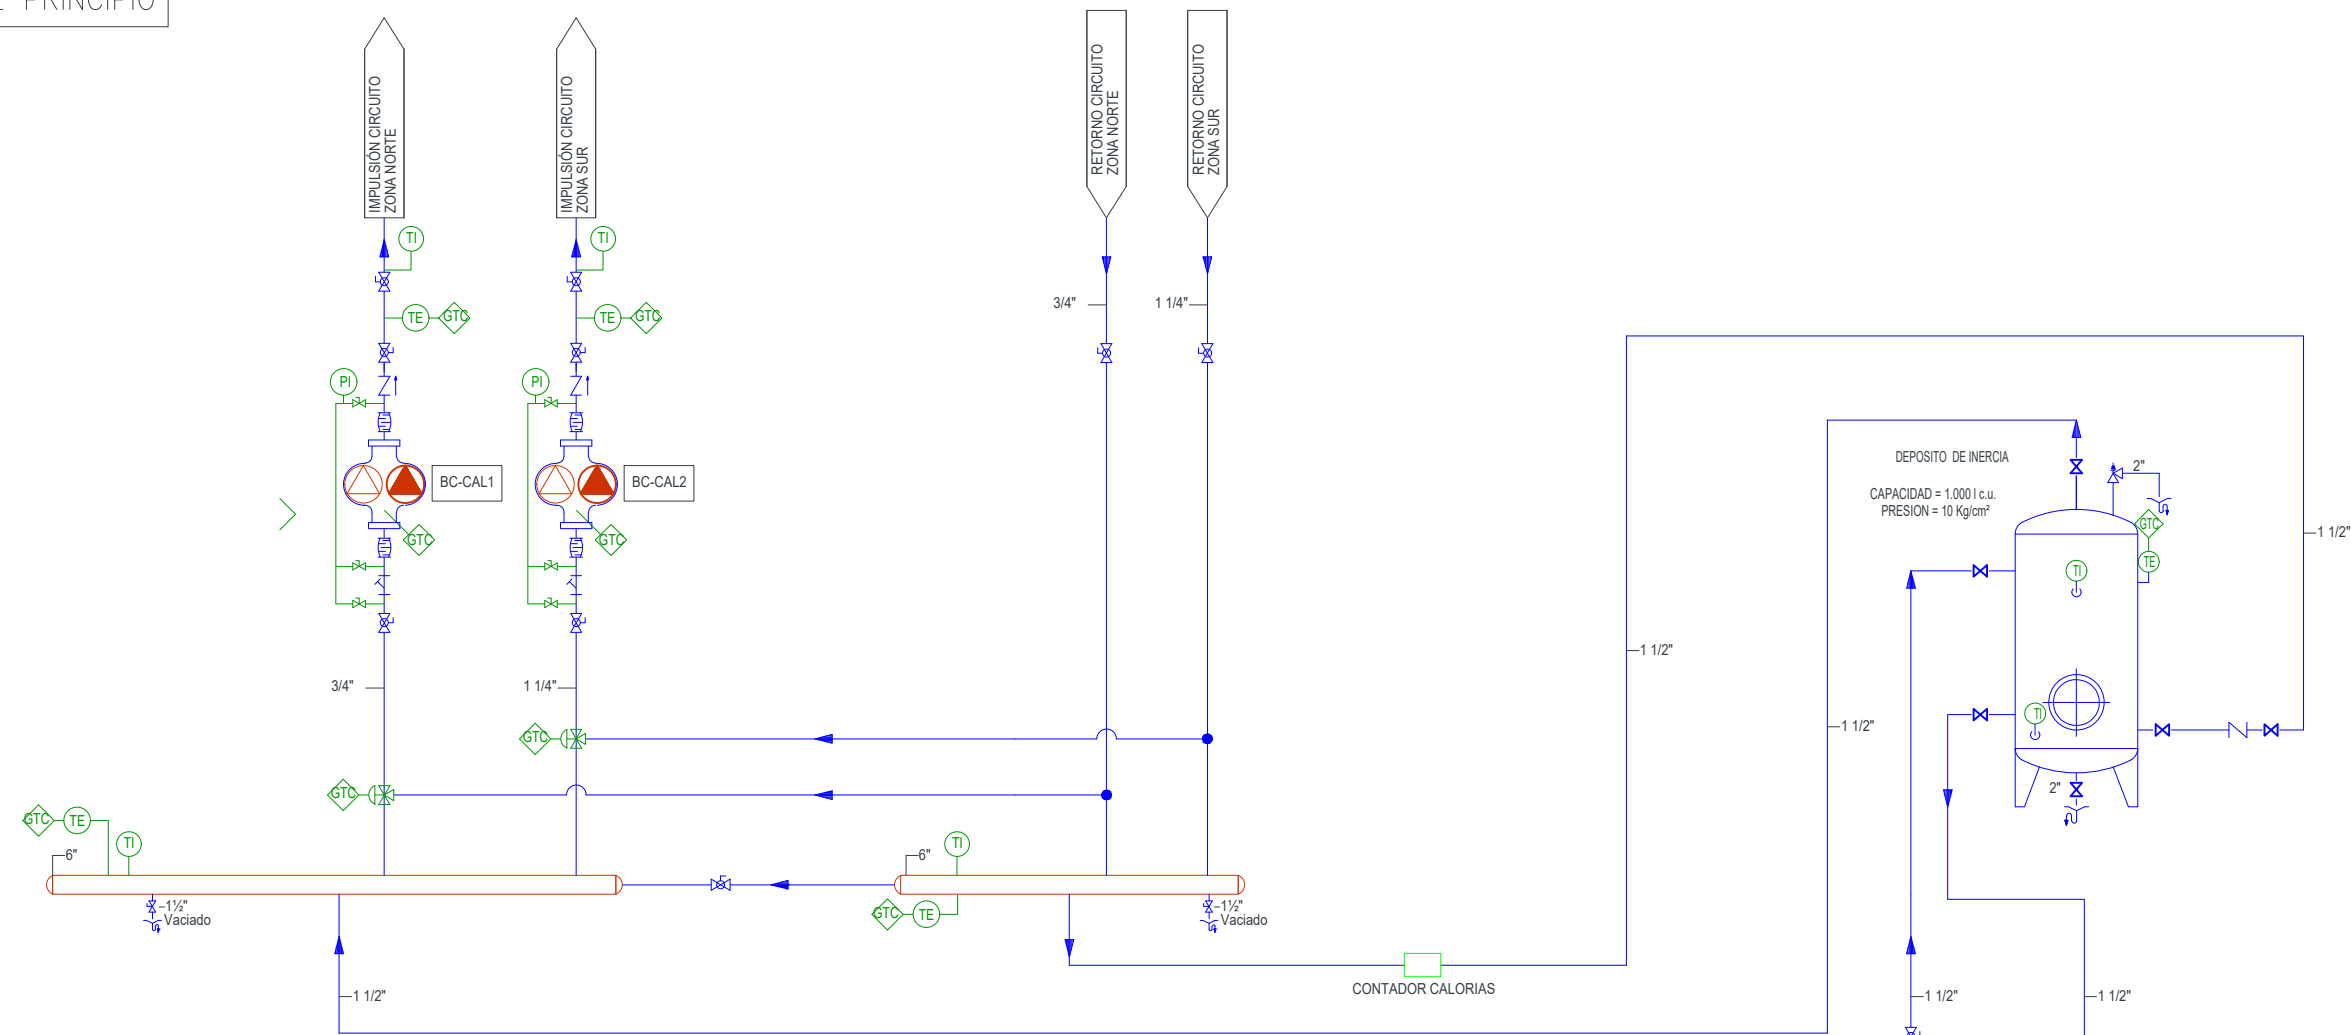 PRINCIPIO
IMPULSIÓN CIRCUITO
ZONA NORTE
IMPULSIÓN CIRCUITO
ZONA SUR
RETORNO CIRCUITO
ZONA NORTE
RETORNO CIRCUITO
ZONA SUR
TI
TI
3/4"
1 1/4"
TE
GTC
TE
GTC
PI
PI
BC-CAL1
BC-CAL2
GTC
GTC
DEPOSITO DE INERCIA
CAPACIDAD = 1.000 l c.u.
PRESION = 10 Kg/cm²
2"
GTC
TE
TI
1 1/2"
1 1/2"
3/4"
1 1/4"
1 1/2"
TI
GTC
GTC
2"
GTC
TE
TI
6"
TI
6"
1½"
Vaciado
GTC
TE
1½"
Vaciado
CONTADOR CALORIAS
1 1/2"
1 1/2"
1 1/2"